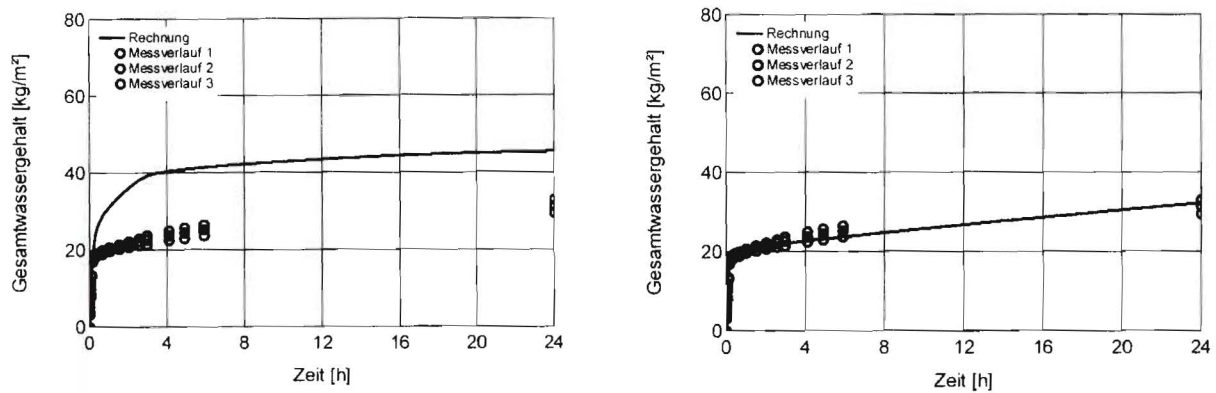 80
60
40
20
0
Gesamtwassergehalt [kg/m²]
Rechnung
Messverlauf 1
Messverlauf 2
Messverlauf 3
0 4 8 12 16 20 24
Zeit [h]
80
60
40
20
0
Gesamtwassergehalt [kg/m²]
Rechnung
Messverlauf 1
Messverlauf 2
Messverlauf 3
0 4 8 12 16 20 24
Zeit [h]